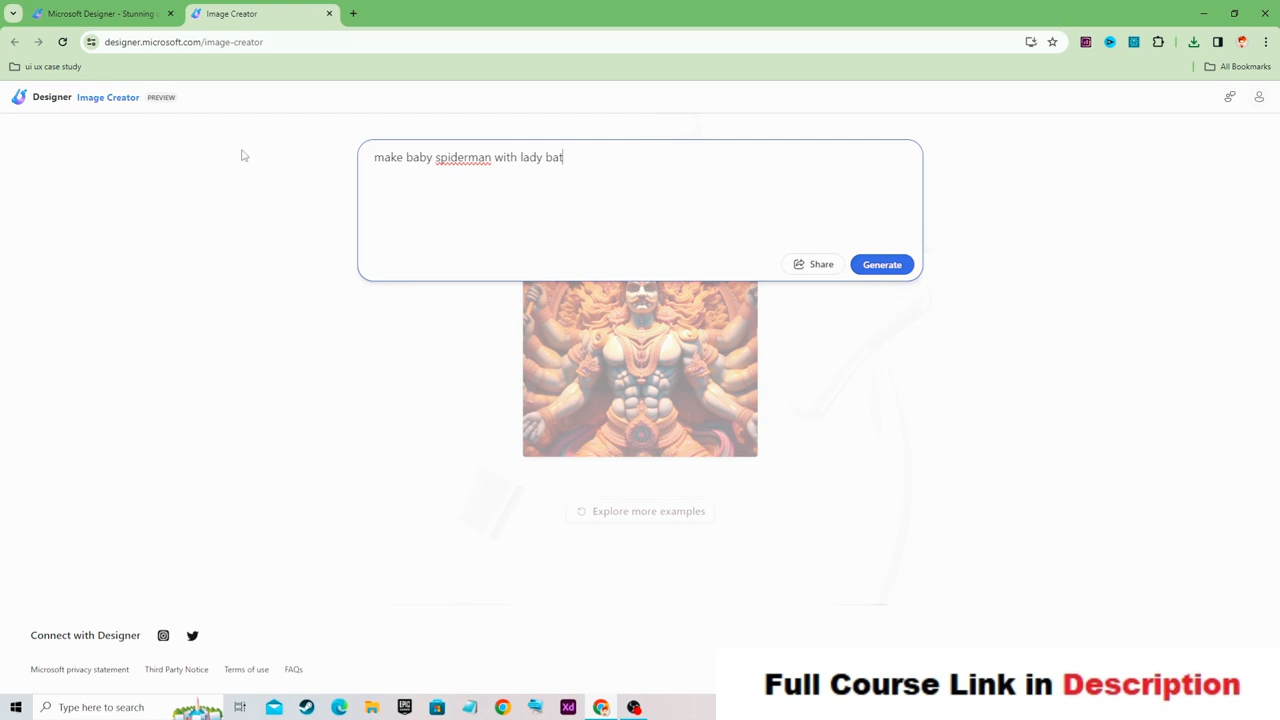 Microsoft Designer - Stunning
Image Creator
designer.microsoft.com/image-creator
ui ux case study
All Bookmarks
Designer Image Creator PREVIEW
make baby spiderman with lady bat
Share
Generate
Explore more examples
Connect with Designer
Microsoft privacy statement
Third Party Notice
Terms of use
FAQs
Full Course Link in Description
Type here to search
EPIC
Xd